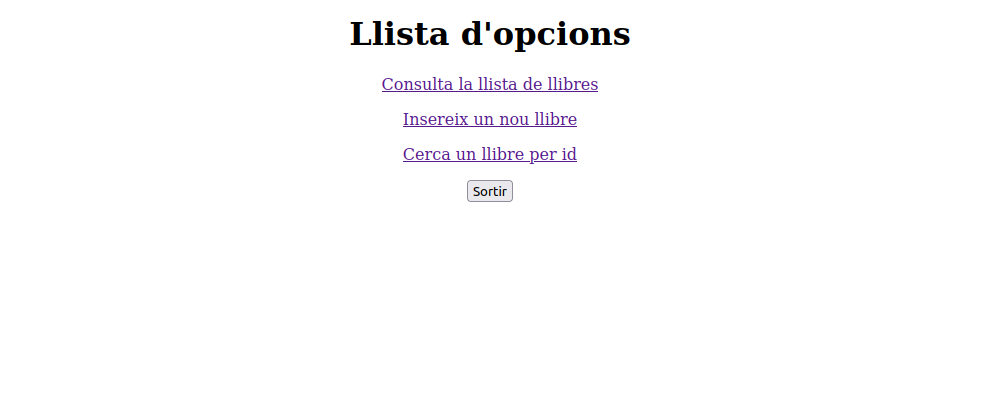 Llista d'opcions
Consulta la llista de llibres
Insereix un nou llibre
Cerca un llibre per id
Sortir